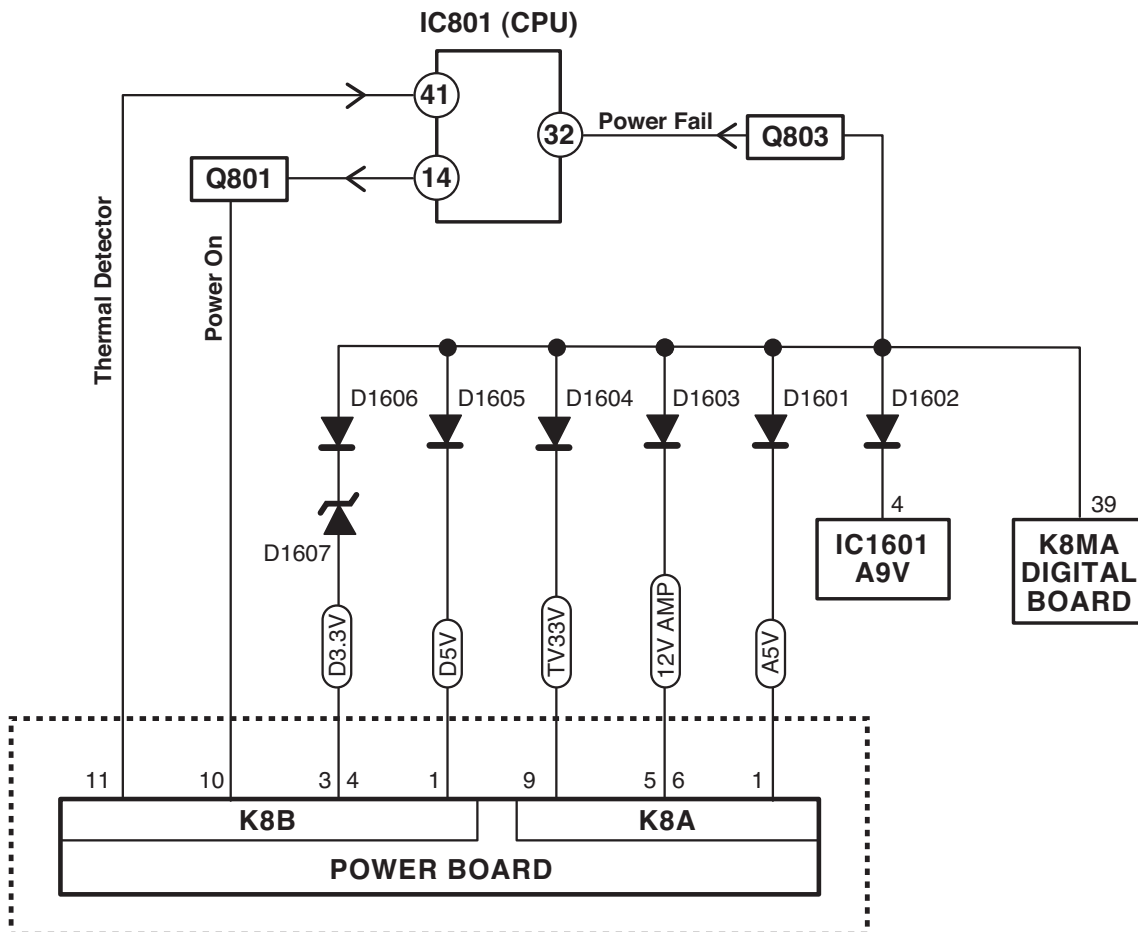 IC801 (CPU)
41
32
14
Power Fail
Q803
Q801
Thermal Detector
Power On
D1606
D1605
D1604
D1603
D1601
D1602
D1607
4
39
IC1601
A9V
K8MA
DIGITAL
BOARD
D3.3V
D5V
TV33V
12V AMP
A5V
11
10
3 4
1
9
5 6
1
K8B
K8A
POWER BOARD